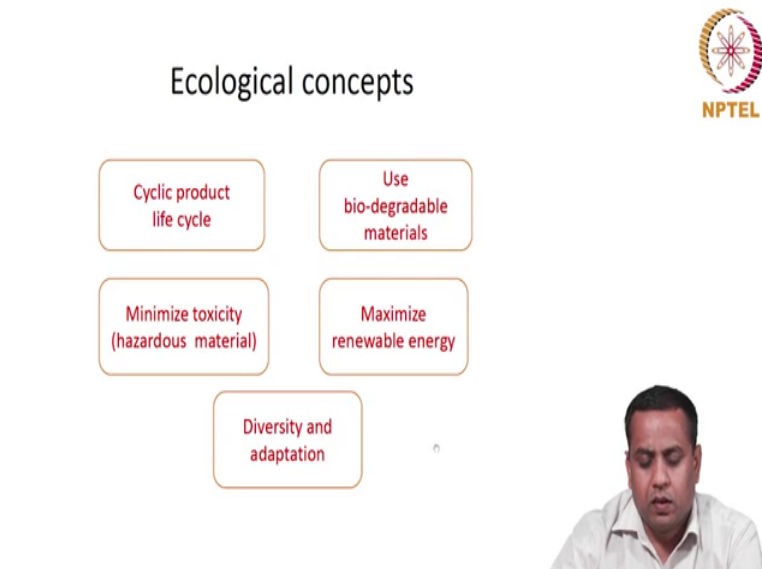 Ecological concepts
NPTEL
Cyclic product
life cycle
Use
bio-degradable
materials
Minimize toxicity
(hazardous material)
Maximize
renewable energy
Diversity and
adaptation